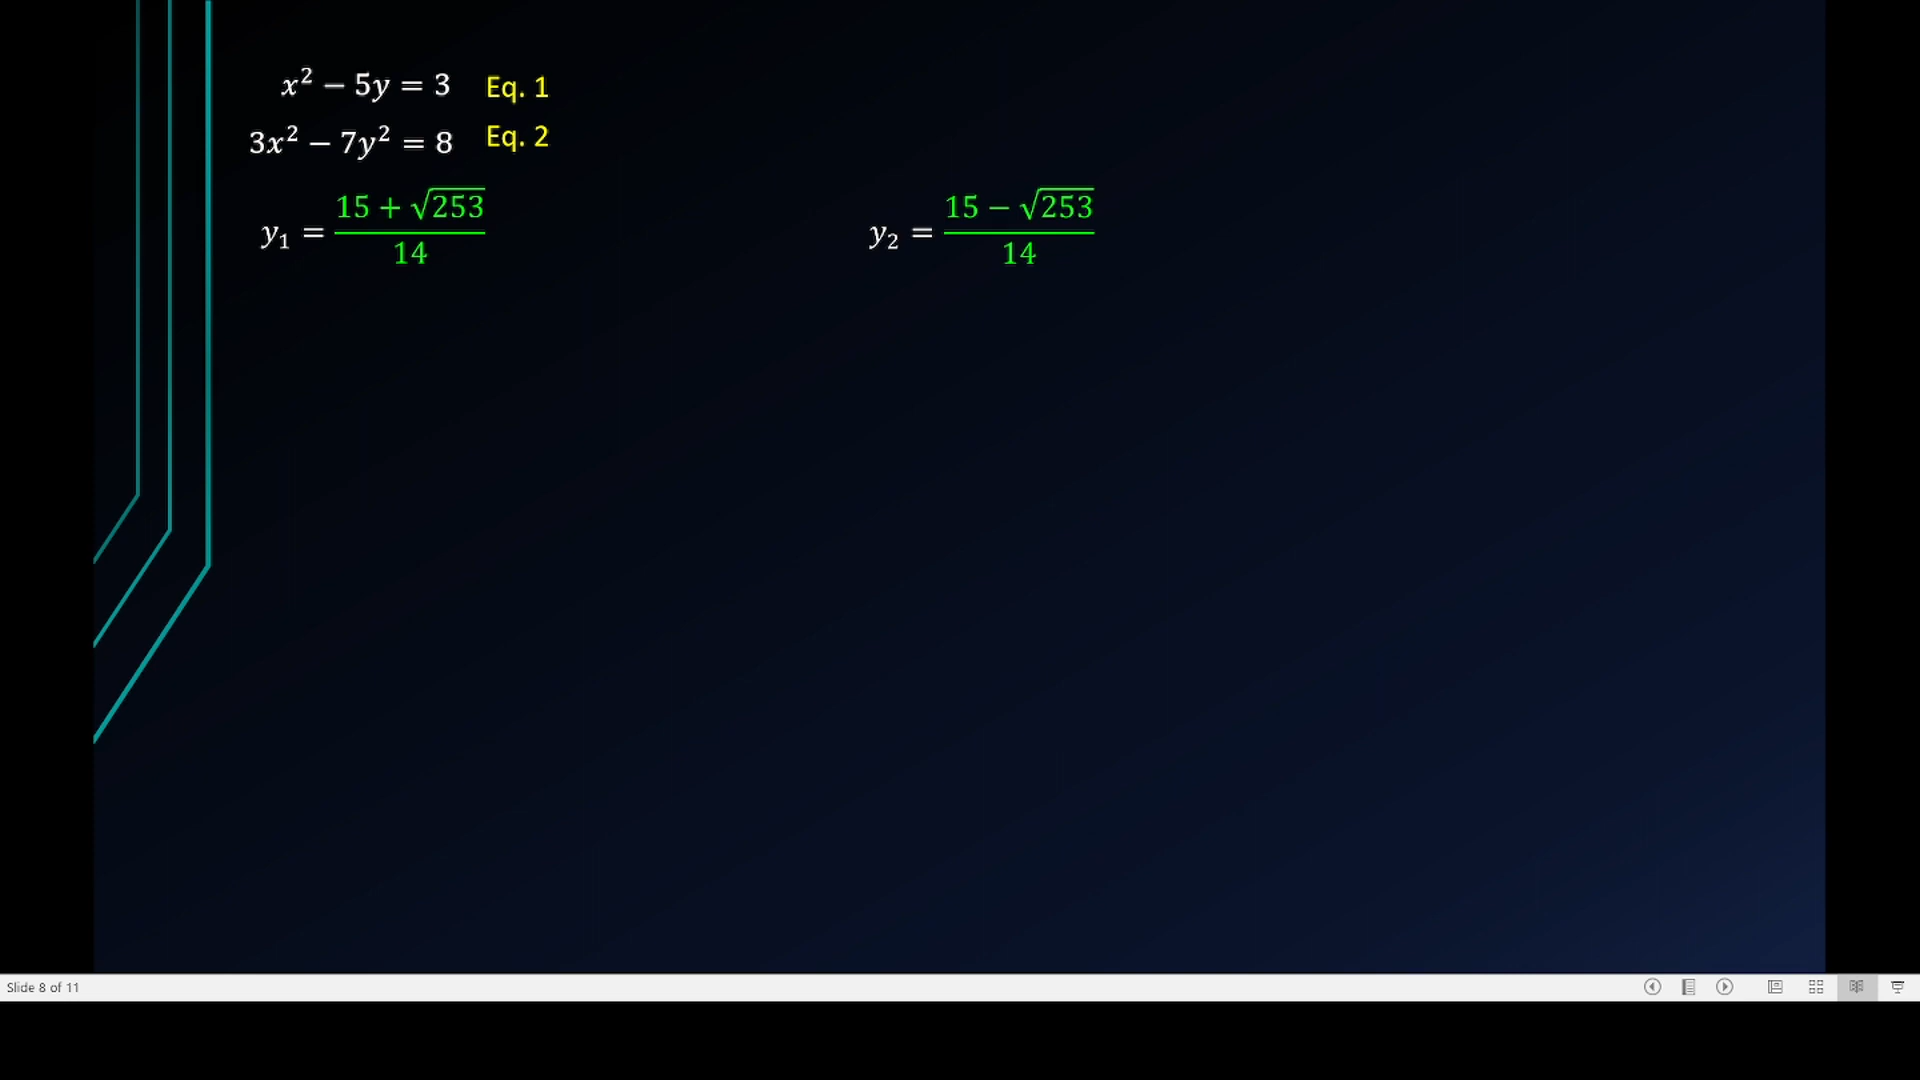 x² − 5y = 3 Eq. 1
3x² − 7y² = 8 Eq. 2
y₁ = (15 + √253)/14 y₂ = (15 − √253)/14
Slide 8 of 11